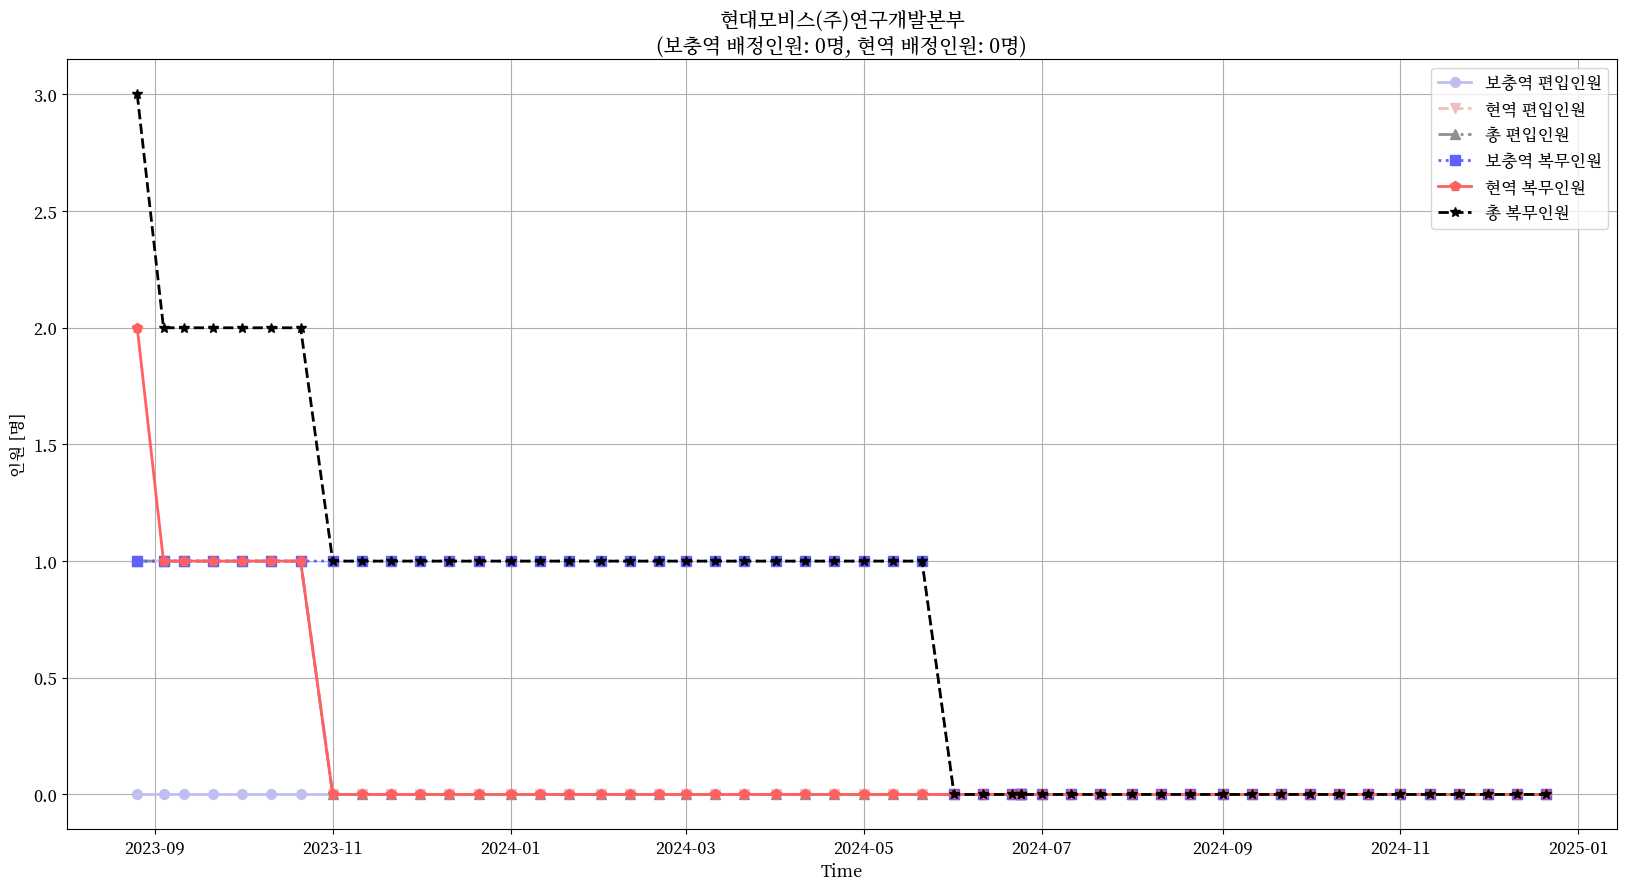 현대모비스(주)연구개발본부
(보충역 배정인원: 0명, 현역 배정인원: 0명)
보충역 편입인원
현역 편입인원
총 편입인원
보충역 복무인원
현역 복무인원
총 복무인원
인원 [명]
3.0
2.5
2.0
1.5
1.0
0.5
0.0
2023-09 2023-11 2024-01 2024-03 2024-05 2024-07 2024-09 2024-11 2025-01
Time